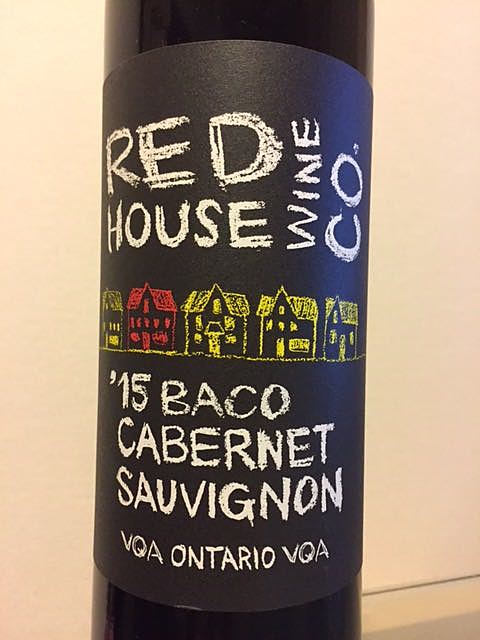 RED
HOUSE
WINE
CO.
'15 BACO
CABERNET
SAUVIGNON
VQA ONTARIO VQA